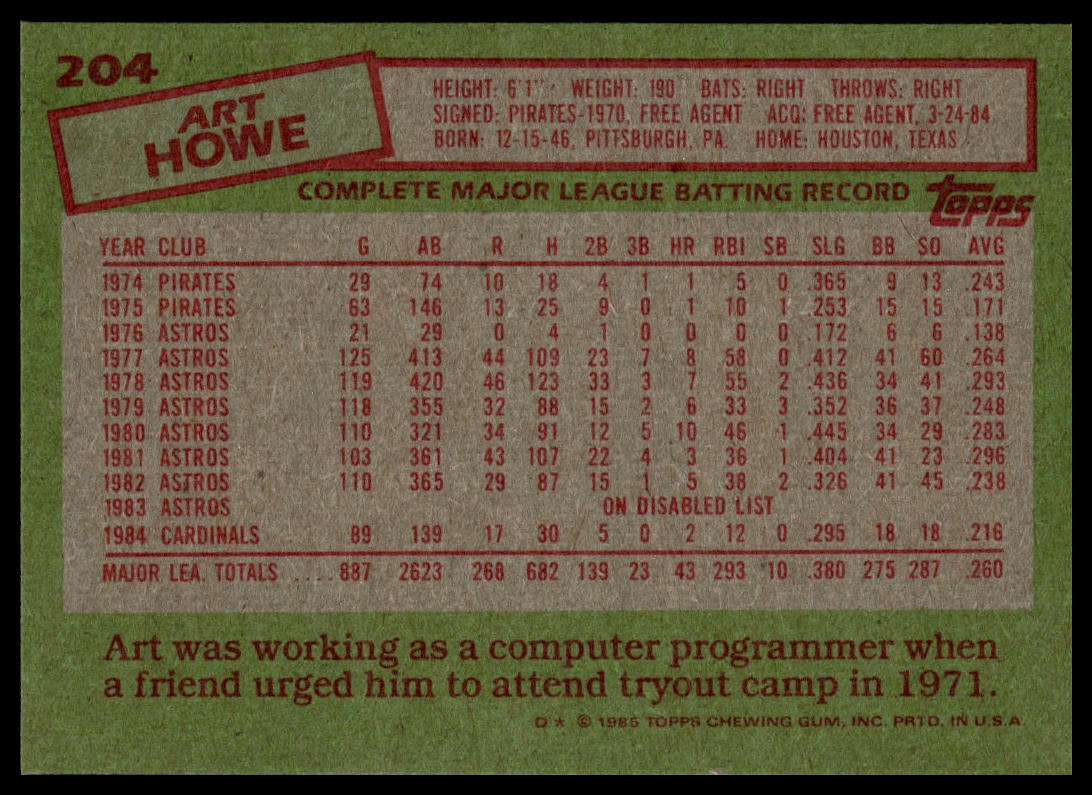 204
ART
HOWE
HEIGHT: 6'1" WEIGHT: 190 BATS: RIGHT THROWS: RIGHT
SIGNED: PIRATES-1970, FREE AGENT ACQ: FREE AGENT, 3-24-84
BORN: 12-15-46, PITTSBURGH, PA. HOME: HOUSTON, TEXAS
COMPLETE MAJOR LEAGUE BATTING RECORD topps
YEAR CLUB G AB R H 2B 3B HR RBI SB SLG BB SO AVG
1974 PIRATES 29 74 10 18 4 1 1 5 0 .365 9 13 .243
1975 PIRATES 63 146 13 25 9 0 1 10 1 .253 15 15 .171
1976 ASTROS 21 29 0 4 1 0 0 0 0 .172 6 6 .138
1977 ASTROS 125 413 44 109 23 7 8 58 0 .412 41 60 .264
1978 ASTROS 119 420 46 123 33 3 7 55 2 .436 34 41 .293
1979 ASTROS 118 355 32 88 15 2 6 33 3 .352 36 37 .248
1980 ASTROS 110 321 34 91 12 5 10 46 1 .445 34 29 .283
1981 ASTROS 103 361 43 107 22 4 3 36 1 .404 41 23 .296
1982 ASTROS 110 365 29 87 15 1 5 38 2 .326 41 45 .238
1983 ASTROS ON DISABLED LIST
1984 CARDINALS 89 139 17 30 5 0 2 12 0 .295 18 18 .216
MAJOR LEA. TOTALS .... 887 2623 268 682 139 23 43 293 10 .380 275 287 .260
Art was working as a computer programmer when
a friend urged him to attend tryout camp in 1971.
D * © 1985 TOPPS CHEWING GUM, INC. PRTD. IN U.S.A.